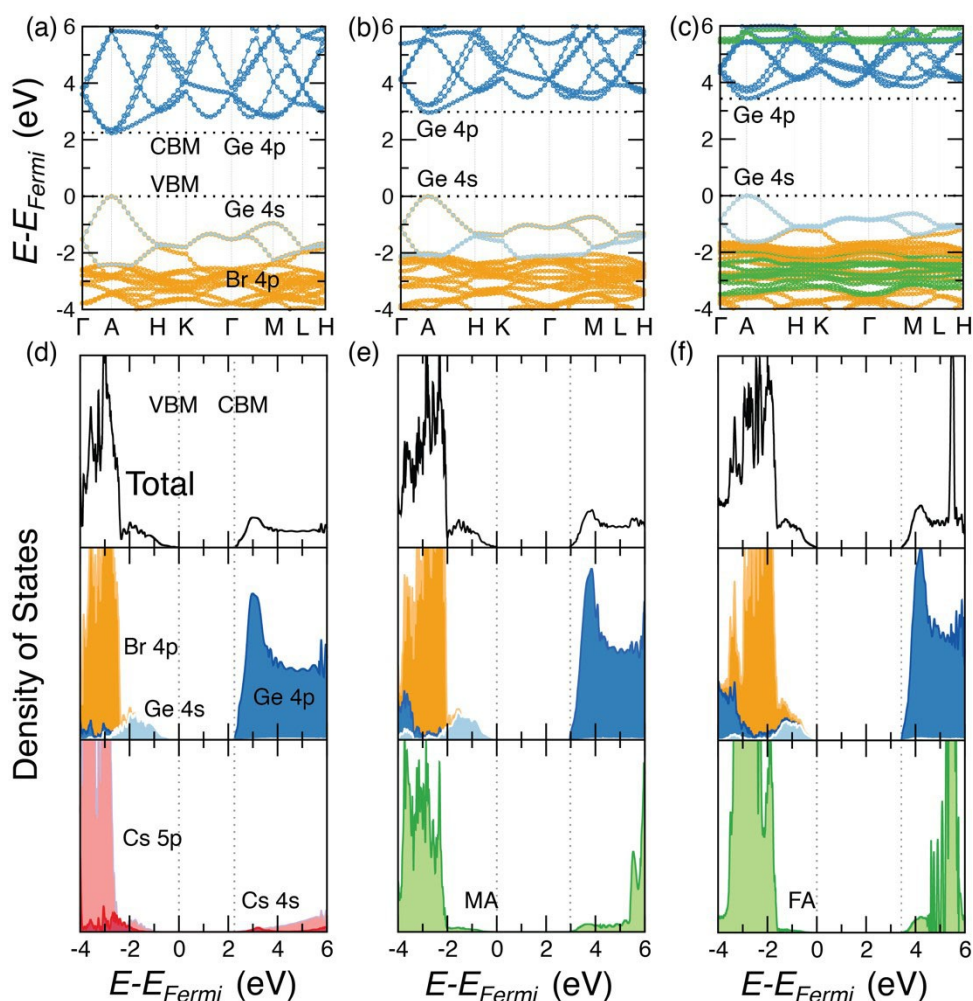 (a) (b) (c)
6 6 6
4 4 4
2 2 2
0 0 0
-2 -2 -2
-4 -4 -4
E-E_Fermi (eV)
CBM Ge 4p
VBM
Ge 4s
Br 4p
Ge 4p
Ge 4s
Ge 4p
Ge 4s
Γ A H K Γ M L H
Γ A H K Γ M L H
Γ A H K Γ M L H
(d) (e) (f)
VBM CBM
Total
Density of States
Br 4p
Ge 4s
Ge 4p
Cs 5p
Cs 4s
MA
FA
-4 -2 0 2 4 6
-4 -2 0 2 4 6
-4 -2 0 2 4 6
E-E_Fermi (eV)
E-E_Fermi (eV)
E-E_Fermi (eV)